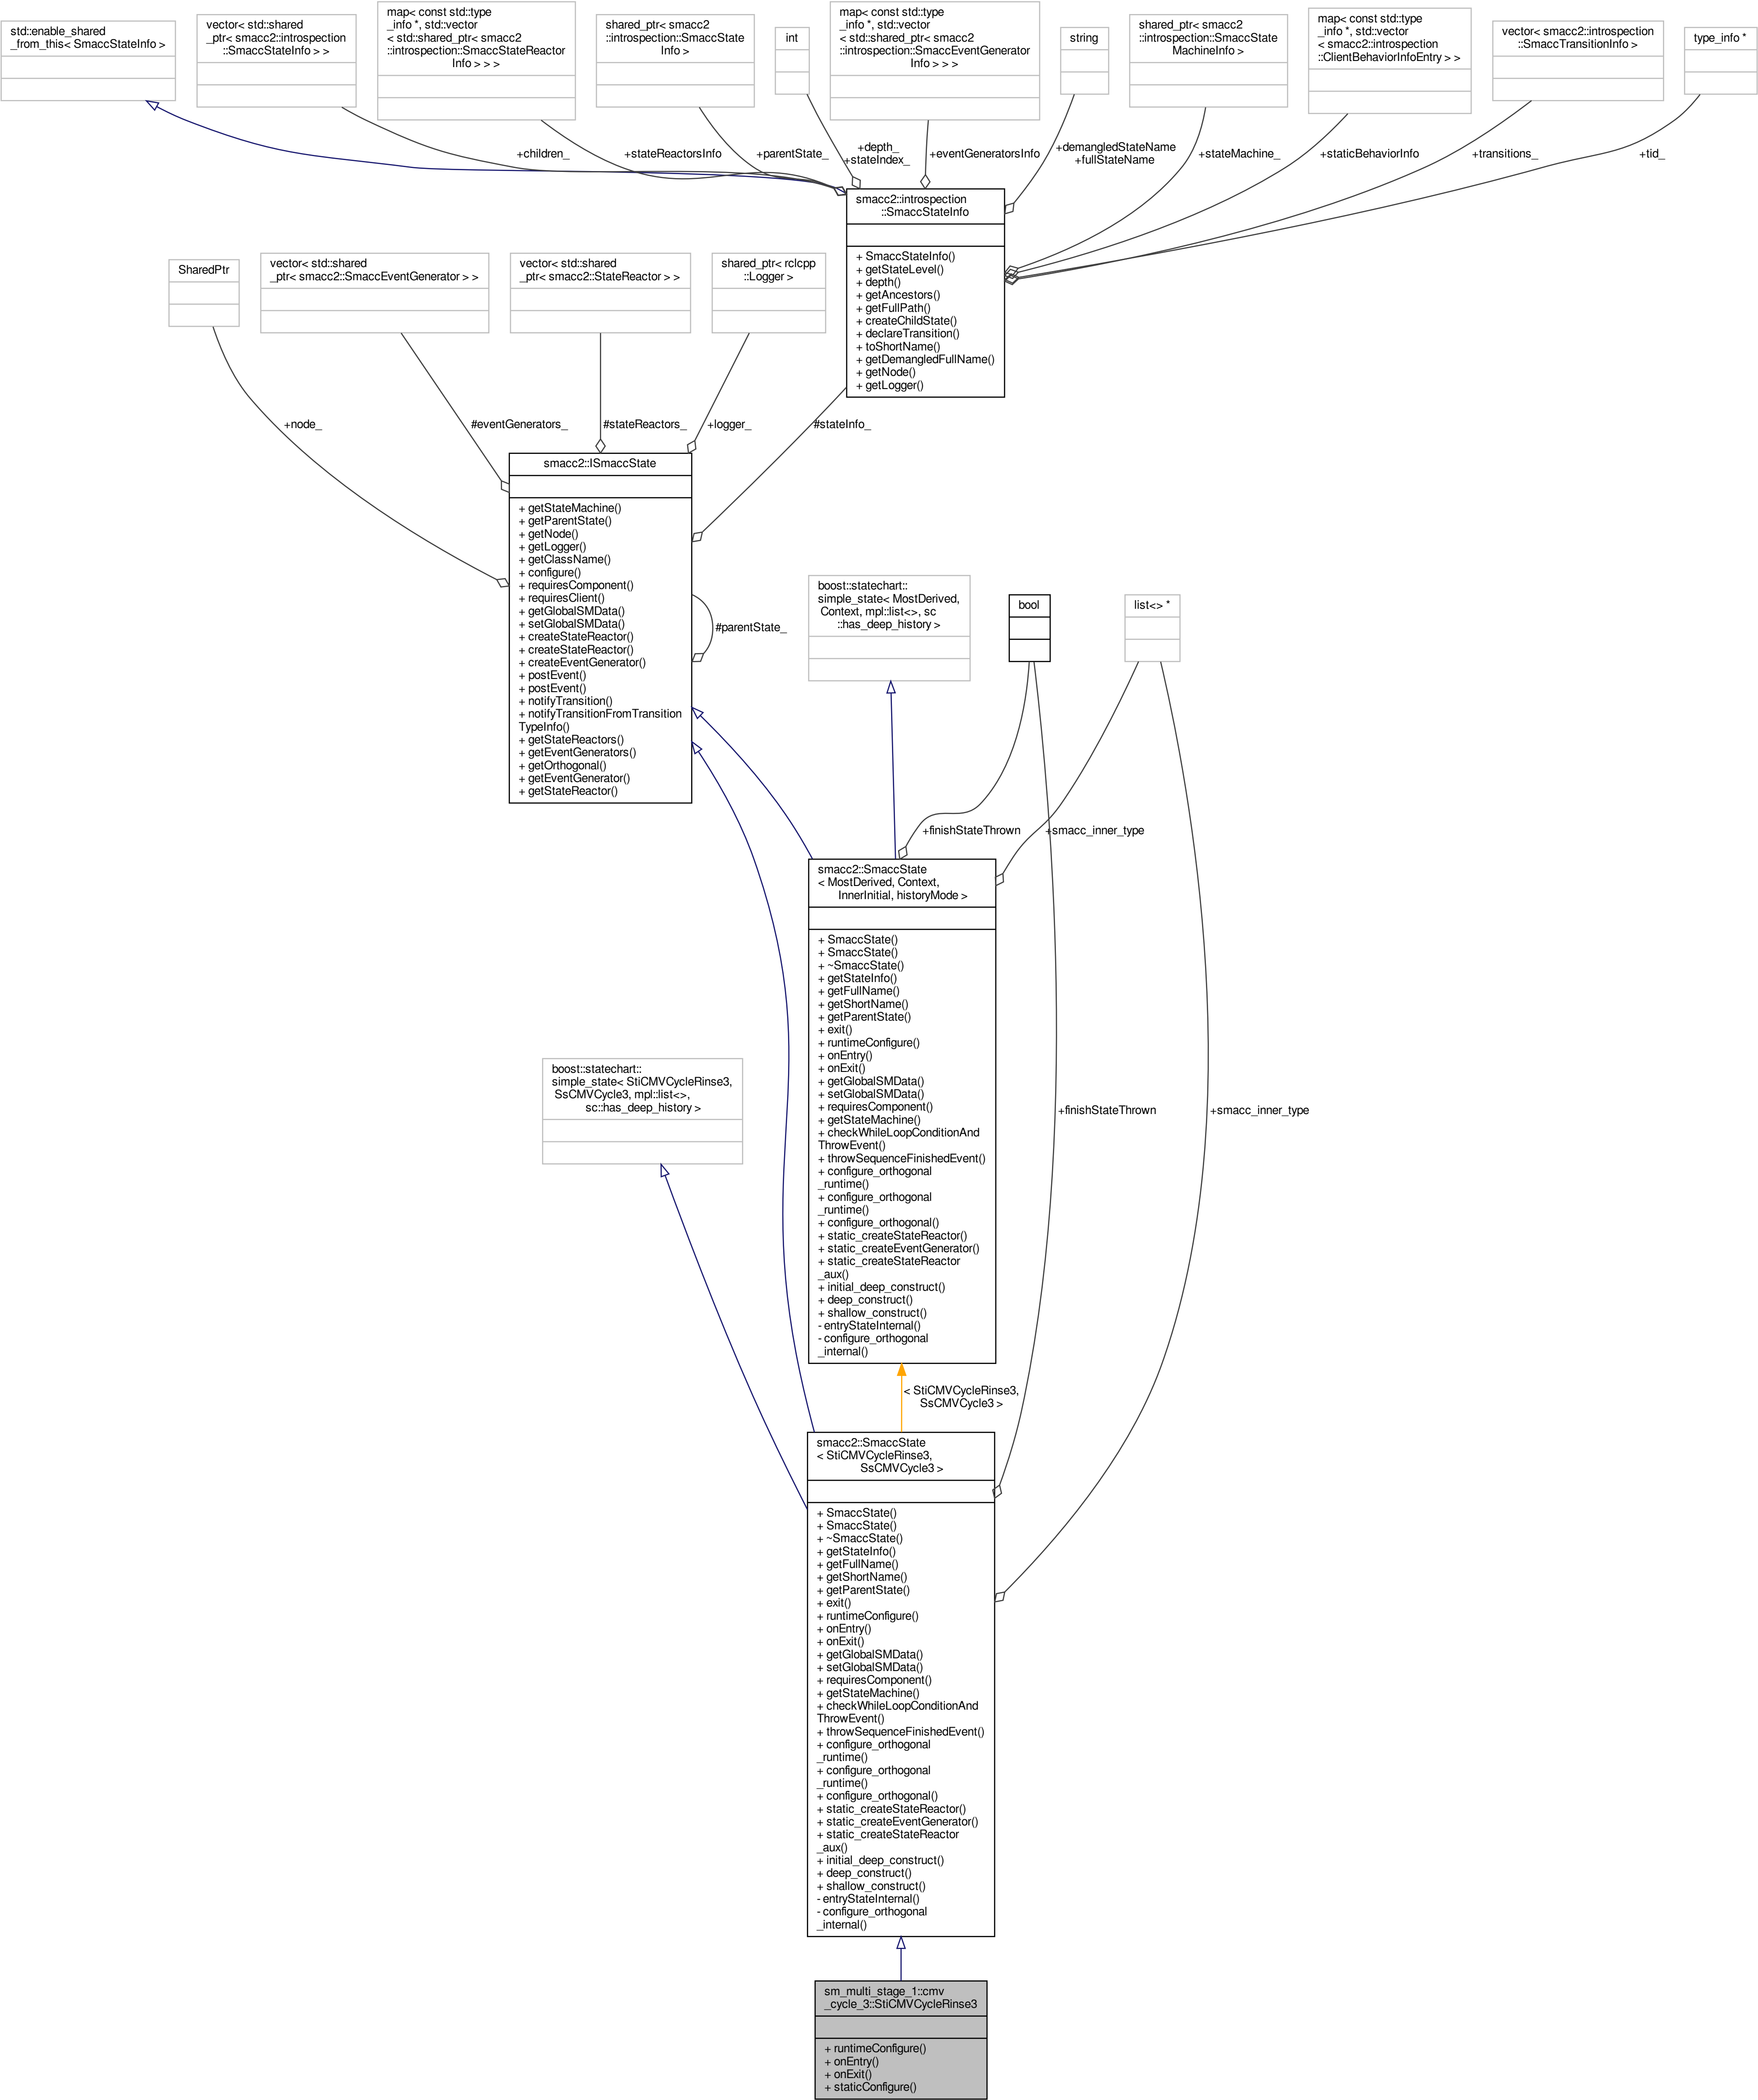 std::enable_shared
_from_this< SmaccStateInfo >
vector< std::shared
_ptr< smacc2::introspection
::SmaccStateInfo > >
map< const std::type
_info *, std::vector
< std::shared_ptr< smacc2
::introspection::SmaccStateReactor
Info > > >
shared_ptr< smacc2
::introspection::SmaccState
Info >
int
map< const std::type
_info *, std::vector
< std::shared_ptr< smacc2
::introspection::SmaccEventGenerator
Info > > >
string
shared_ptr< smacc2
::introspection::SmaccState
MachineInfo >
map< const std::type
_info *, std::vector
< smacc2::introspection
::ClientBehaviorInfoEntry > >
vector< smacc2::introspection
::SmaccTransitionInfo >
type_info *
+children_
+stateReactorsInfo
+parentState_
+depth_
+stateIndex_
+eventGeneratorsInfo
+demangledStateName
+fullStateName
+stateMachine_
+staticBehaviorInfo
+transitions_
+tid_
smacc2::introspection
::SmaccStateInfo
+ SmaccStateInfo()
+ getStateLevel()
+ depth()
+ getAncestors()
+ getFullPath()
+ createChildState()
+ declareTransition()
+ toShortName()
+ getDemangledFullName()
+ getNode()
+ getLogger()
SharedPtr
vector< std::shared
_ptr< smacc2::SmaccEventGenerator > >
vector< std::shared
_ptr< smacc2::StateReactor > >
shared_ptr< rclcpp
::Logger >
+node_
#eventGenerators_
#stateReactors_
+logger_
#stateInfo_
smacc2::ISmaccState
+ getStateMachine()
+ getParentState()
+ getNode()
+ getLogger()
+ getClassName()
+ configure()
+ requiresComponent()
+ requiresClient()
+ getGlobalSMData()
+ setGlobalSMData()
+ createStateReactor()
+ createStateReactor()
+ createEventGenerator()
+ postEvent()
+ postEvent()
+ notifyTransition()
+ notifyTransitionFromTransition
TypeInfo()
+ getStateReactors()
+ getEventGenerators()
+ getOrthogonal()
+ getEventGenerator()
+ getStateReactor()
#parentState_
boost::statechart::
simple_state< MostDerived,
Context, mpl::list<>, sc
::has_deep_history >
bool
list<> *
+finishStateThrown
+smacc_inner_type
smacc2::SmaccState
< MostDerived, Context,
InnerInitial, historyMode >
+ SmaccState()
+ SmaccState()
+ ~SmaccState()
+ getStateInfo()
+ getFullName()
+ getShortName()
+ getParentState()
+ exit()
+ runtimeConfigure()
+ onEntry()
+ onExit()
+ getGlobalSMData()
+ setGlobalSMData()
+ requiresComponent()
+ getStateMachine()
+ checkWhileLoopConditionAnd
ThrowEvent()
+ throwSequenceFinishedEvent()
+ configure_orthogonal
_runtime()
+ configure_orthogonal
_runtime()
+ configure_orthogonal()
+ static_createStateReactor()
+ static_createEventGenerator()
+ static_createStateReactor
_aux()
+ initial_deep_construct()
+ deep_construct()
+ shallow_construct()
- entryStateInternal()
- configure_orthogonal
_internal()
boost::statechart::
simple_state< StiCMVCycleRinse3,
SsCMVCycle3, mpl::list<>,
sc::has_deep_history >
+finishStateThrown
+smacc_inner_type
< StiCMVCycleRinse3,
SsCMVCycle3 >
smacc2::SmaccState
< StiCMVCycleRinse3,
SsCMVCycle3 >
+ SmaccState()
+ SmaccState()
+ ~SmaccState()
+ getStateInfo()
+ getFullName()
+ getShortName()
+ getParentState()
+ exit()
+ runtimeConfigure()
+ onEntry()
+ onExit()
+ getGlobalSMData()
+ setGlobalSMData()
+ requiresComponent()
+ getStateMachine()
+ checkWhileLoopConditionAnd
ThrowEvent()
+ throwSequenceFinishedEvent()
+ configure_orthogonal
_runtime()
+ configure_orthogonal
_runtime()
+ configure_orthogonal()
+ static_createStateReactor()
+ static_createEventGenerator()
+ static_createStateReactor
_aux()
+ initial_deep_construct()
+ deep_construct()
+ shallow_construct()
- entryStateInternal()
- configure_orthogonal
_internal()
sm_multi_stage_1::cmv
_cycle_3::StiCMVCycleRinse3
+ runtimeConfigure()
+ onEntry()
+ onExit()
+ staticConfigure()